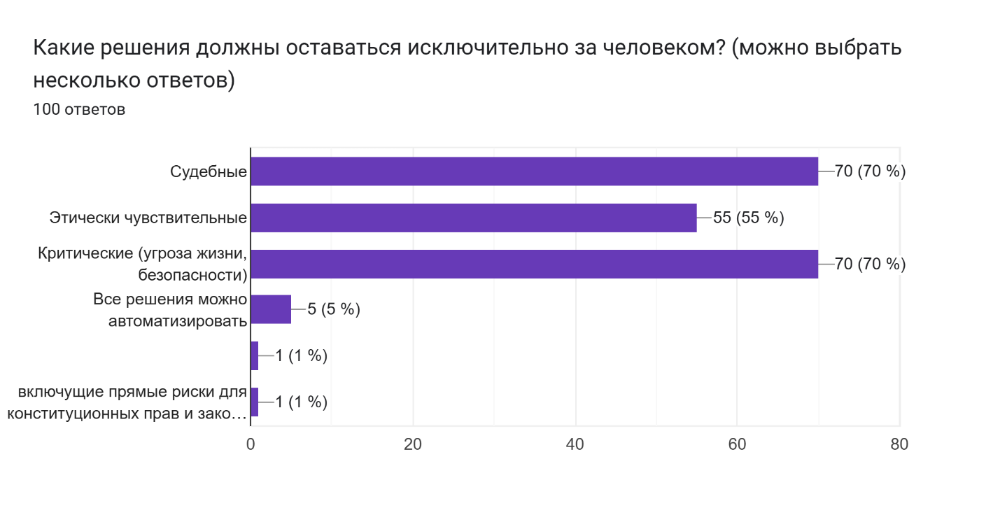 Какие решения должны оставаться исключительно за человеком? (можно выбрать
несколько ответов)
100 ответов
Судебные
70 (70 %)
Этически чувствительные
55 (55 %)
Критические (угроза жизни,
безопасности)
70 (70 %)
Все решения можно
автоматизировать
5 (5 %)
1 (1 %)
включущие прямые риски для
конституционных прав и зако…
1 (1 %)
0
20
40
60
80